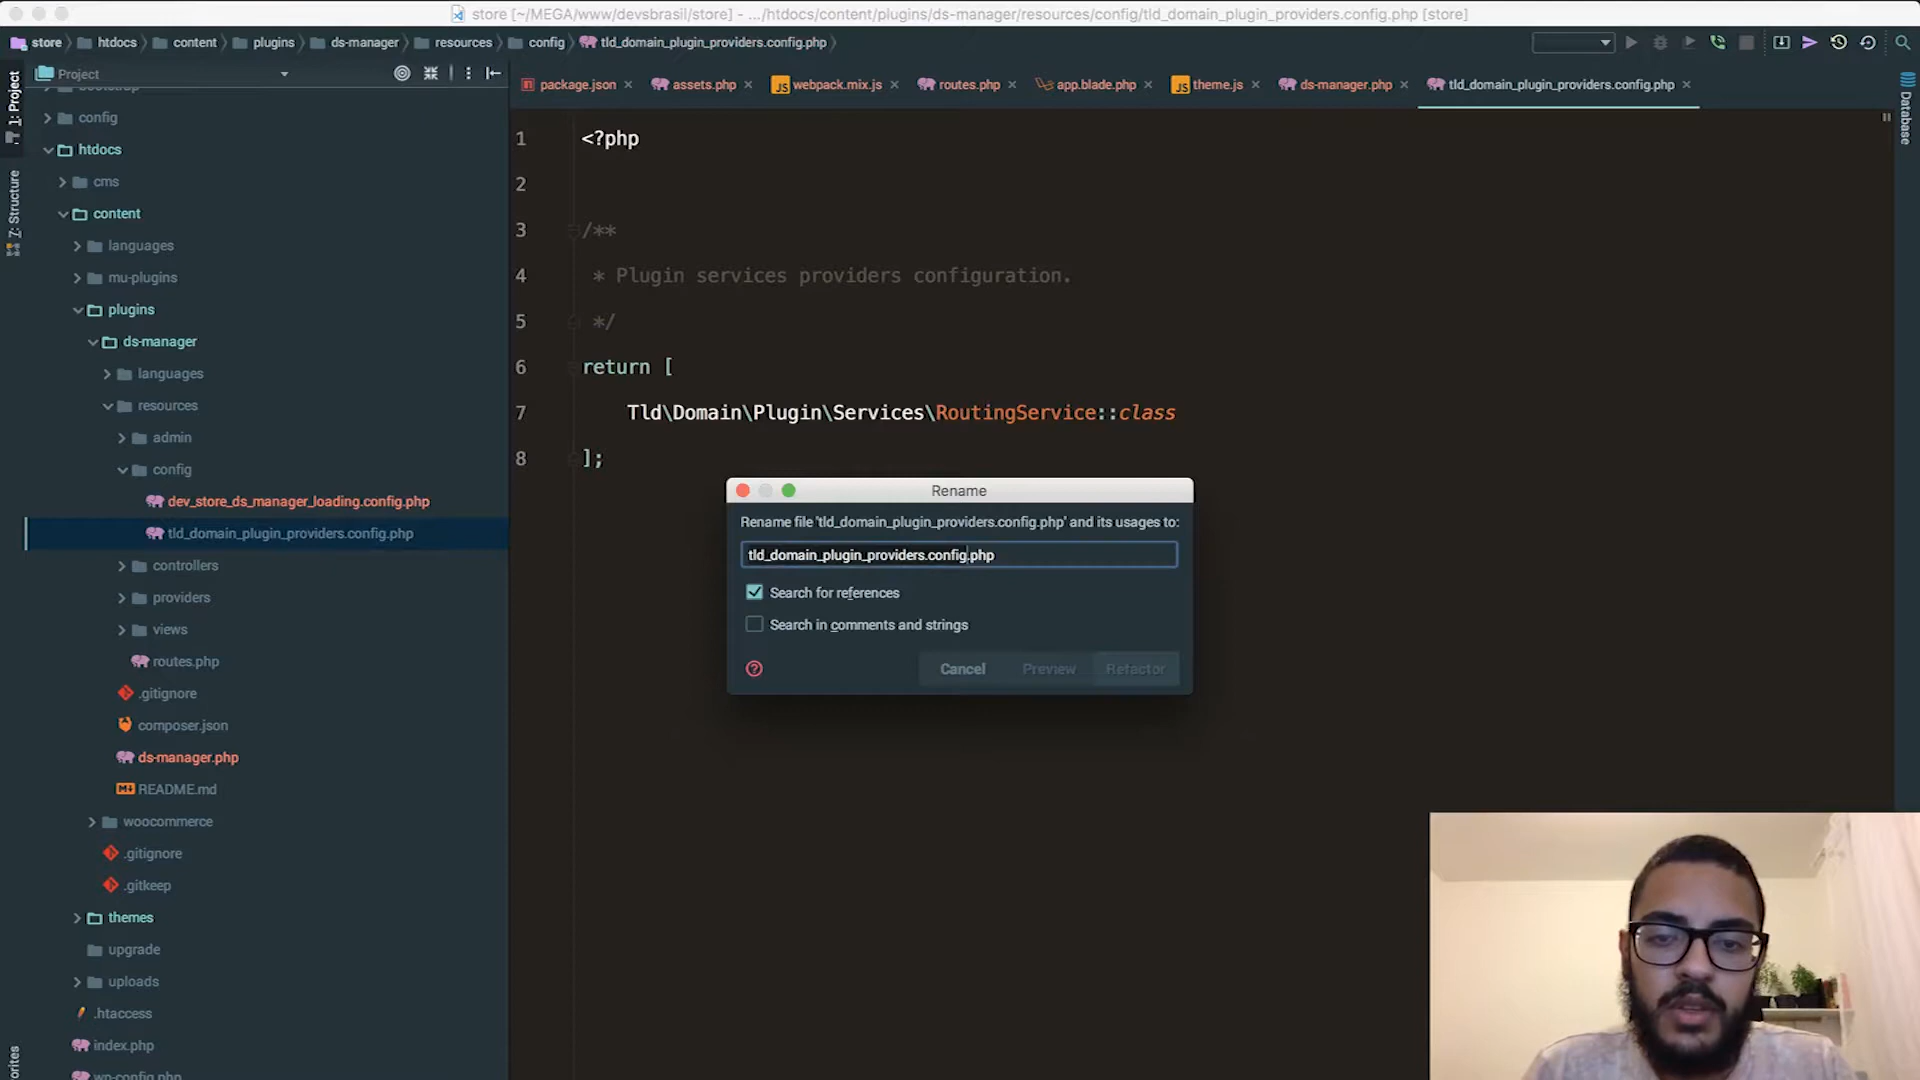 store [~/MEGA/www/devsbrasil/store] - .../htdocs/content/plugins/ds-manager/resources/config/tld_domain_plugin_providers.config.php [store]
store htdocs content plugins ds-manager resources config tld_domain_plugin_providers.config.php
Project
package.json assets.php webpack.mix.js routes.php app.blade.php theme.js ds-manager.php tld_domain_plugin_providers.config.php
1: Project
Z: Structure
Database
bootstrap
config
htdocs
cms
content
languages
mu-plugins
plugins
ds-manager
languages
resources
admin
config
dev_store_ds_manager_loading.config.php
tld_domain_plugin_providers.config.php
controllers
providers
views
routes.php
.gitignore
composer.json
ds-manager.php
README.md
woocommerce
.gitignore
.gitkeep
themes
upgrade
uploads
.htaccess
index.php
wp-config.php
1 <?php
2
3 /**
4 * Plugin services providers configuration.
5 */
6 return [
7 Tld\Domain\Plugin\Services\RoutingService::class
8 ];
Rename
Rename file 'tld_domain_plugin_providers.config.php' and its usages to:
tld_domain_plugin_providers.config.php
Search for references
Search in comments and strings
?
Cancel Preview Refactor